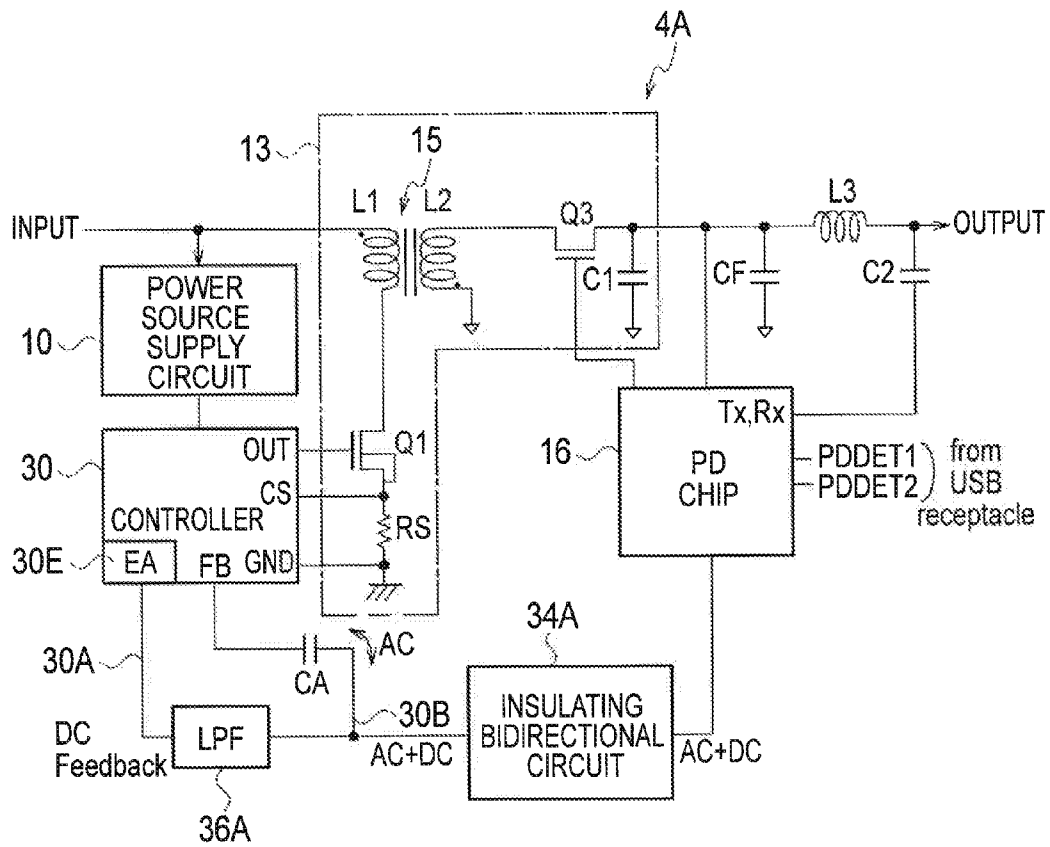 4A
13
15
L1
L2
Q3
L3
INPUT
OUTPUT
C1
CF
C2
POWER
SOURCE
SUPPLY
CIRCUIT
10
Tx,Rx
OUT
Q1
16
PD
CHIP
PDDET1
PDDET2
from
USB
receptacle
30
CS
CONTROLLER
RS
30E
EA
FB
GND
30A
CA
AC
34A
30B
INSULATING
BIDIRECTIONAL
CIRCUIT
DC
Feedback
LPF
AC+DC
AC+DC
36A